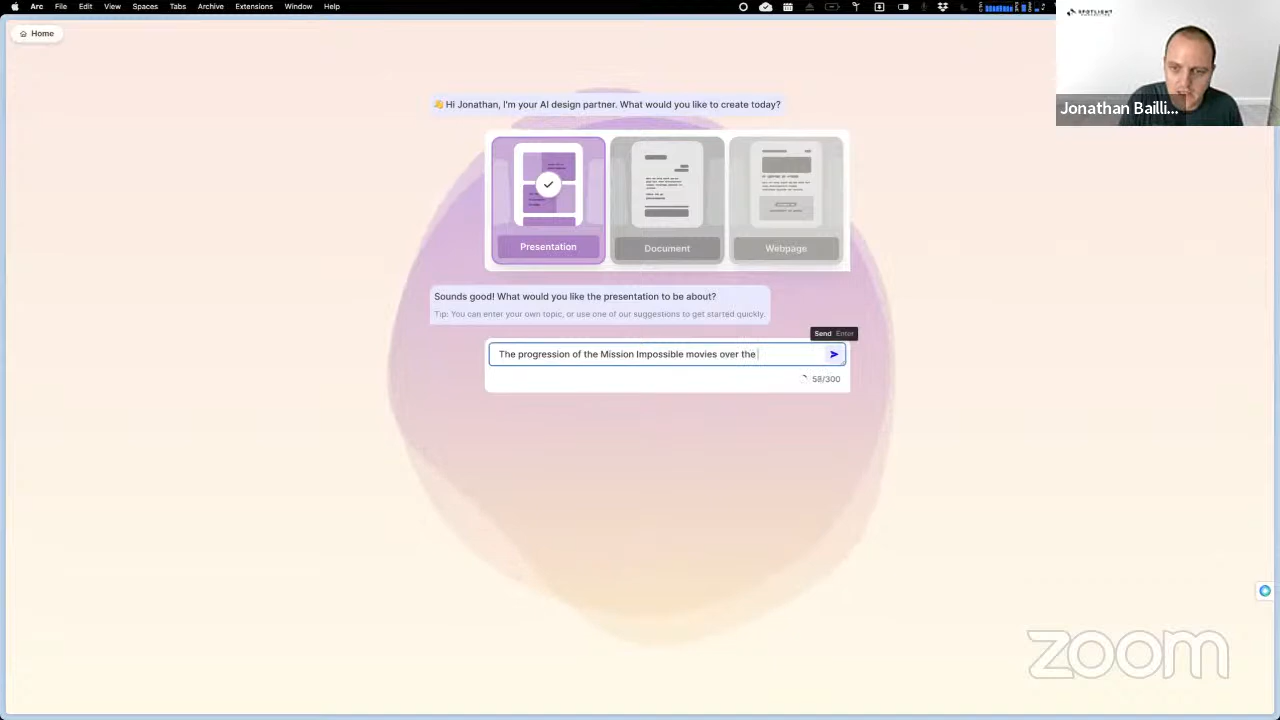 Arc File Edit View Spaces Tabs Archive Extensions Window Help
SPOTLIGHT
Home
Jonathan Bailli...
👋 Hi Jonathan, I'm your AI design partner. What would you like to create today?
Presentation
Document
Webpage
Sounds good! What would you like the presentation to be about?
Tip: You can enter your own topic, or use one of our suggestions to get started quickly.
Send Enter
The progression of the Mission Impossible movies over the
58/300
zoom